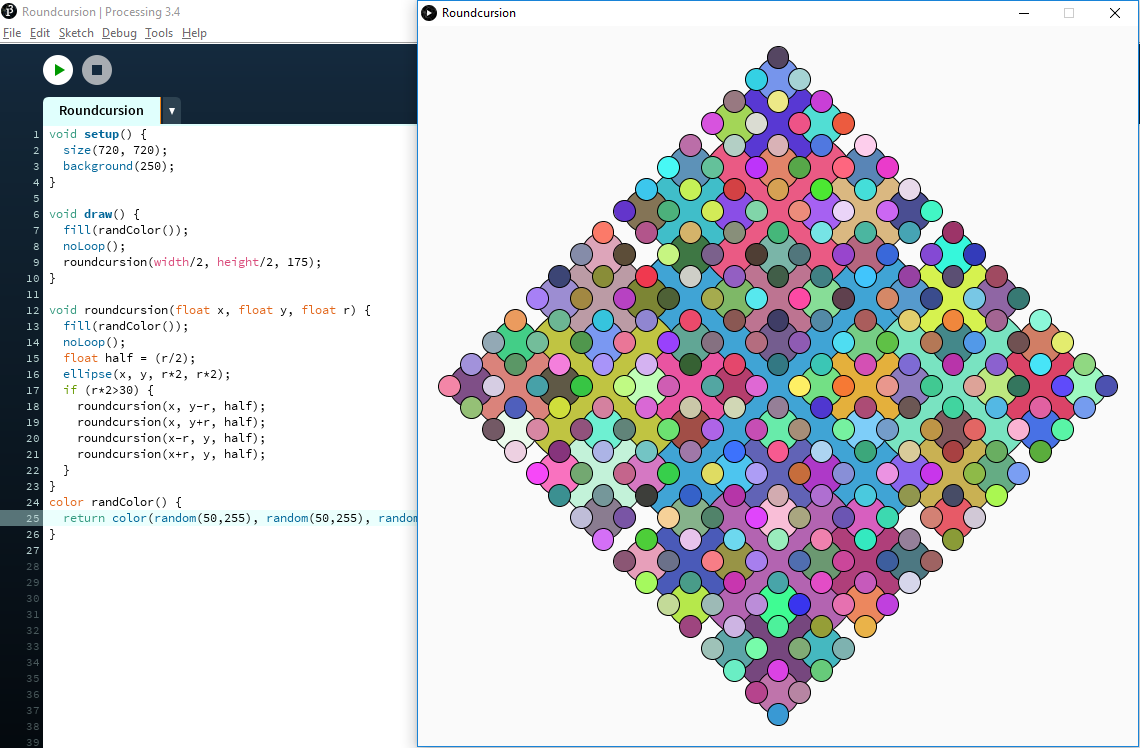 Roundcursion | Processing 3.4
File Edit Sketch Debug Tools Help
Roundcursion
1 void setup() {
2   size(720, 720);
3   background(250);
4 }
5
6 void draw() {
7   fill(randColor());
8   noLoop();
9   roundcursion(width/2, height/2, 175);
10 }
11
12 void roundcursion(float x, float y, float r) {
13   fill(randColor());
14   noLoop();
15   float half = (r/2);
16   ellipse(x, y, r*2, r*2);
17   if (r*2>30) {
18     roundcursion(x, y-r, half);
19     roundcursion(x, y+r, half);
20     roundcursion(x-r, y, half);
21     roundcursion(x+r, y, half);
22   }
23 }
24 color randColor() {
25   return color(random(50,255), random(50,255), random
26 }
27
28
29
30
31
32
33
34
35
36
37
38
39
Roundcursion